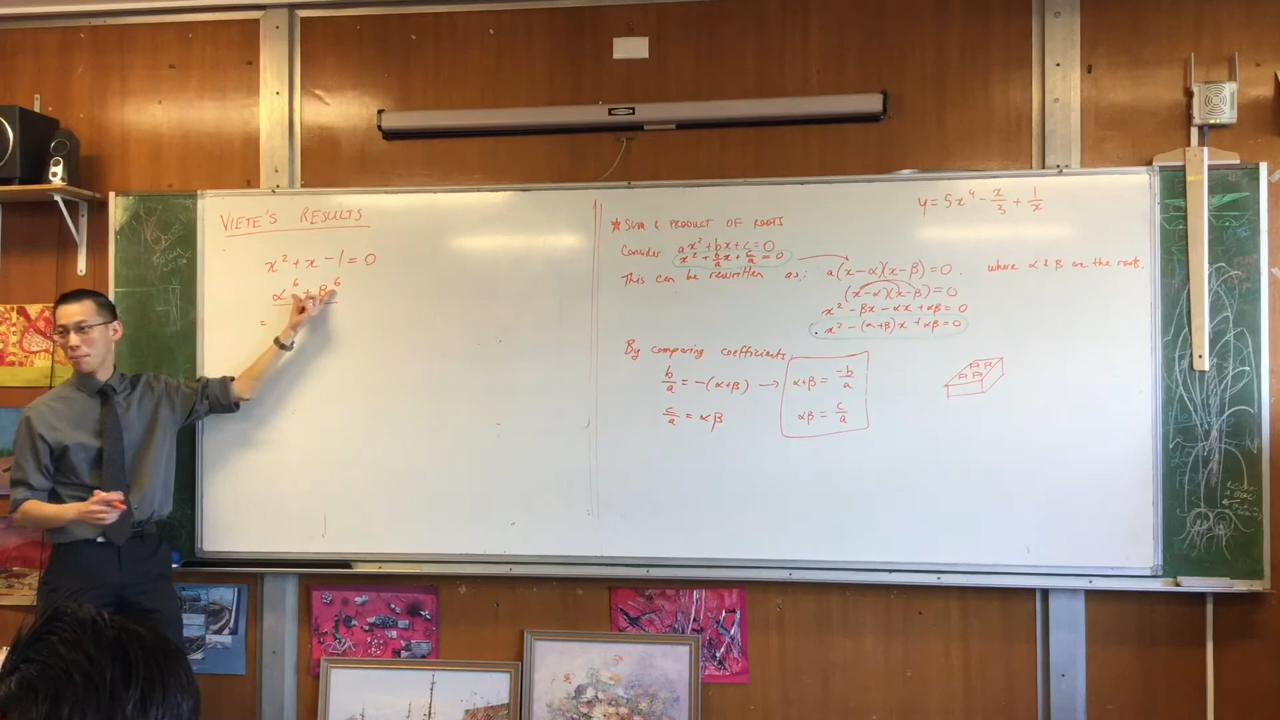 VIETE'S RESULTS
x² + x - 1 = 0
α⁶ + β⁶
=
y = 5x⁴ - x/3 + 1/x
* SUM & PRODUCT OF ROOTS
Consider ax² + bx + c = 0
x² + b/a x + c/a = 0
This can be rewritten as: a(x-α)(x-β) = 0. where α & β are the roots.
(x-α)(x-β) = 0
x² - βx - αx + αβ = 0
x² - (α+β)x + αβ = 0
By comparing coefficients,
b/a = -(α+β) → α+β = -b/a
c/a = αβ
αβ = c/a